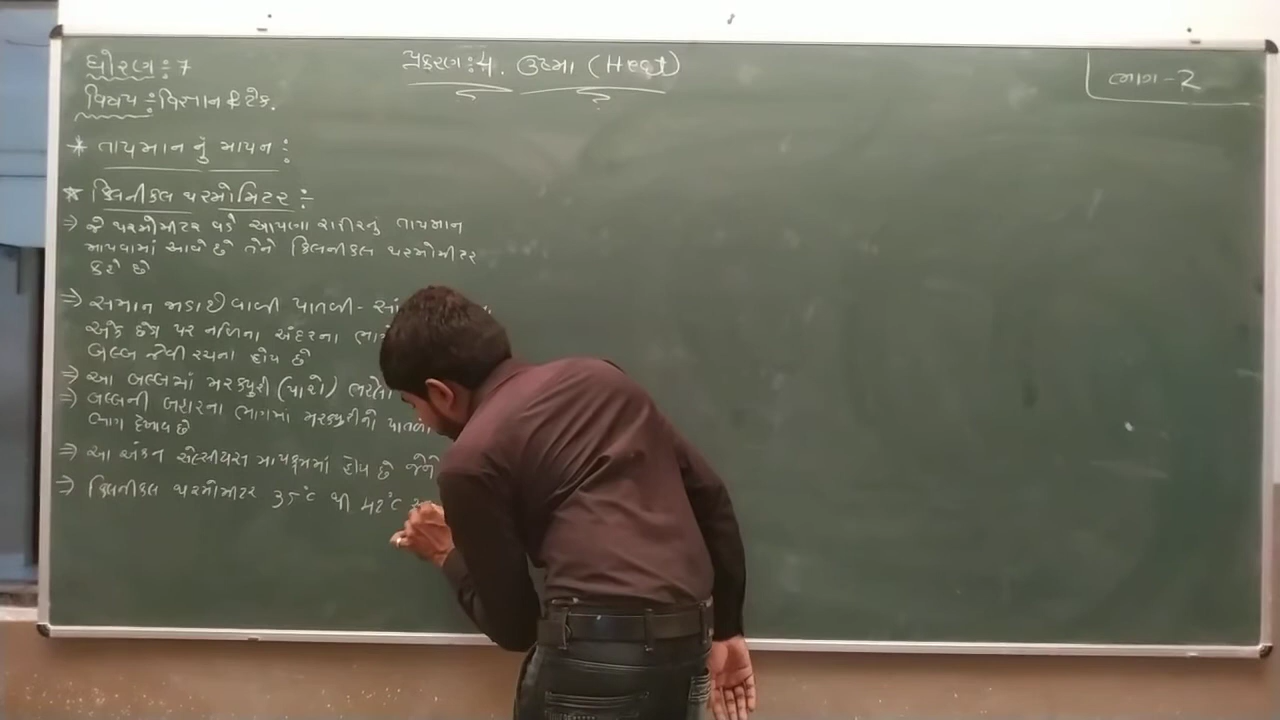 ધોરણ : 7
પ્રકરણ : 4. ઉષ્મા (Heat)
ભાગ - 2
વિષય : વિજ્ઞાન & ટેક.
* તાપમાન નું માપન :
* ક્લિનીકલ થરમોમિટર :
⇒ જે થરમોમીટર વડે આપણા શરીરનું તાપમાન
માપવામાં આવે છે તેને ક્લિનીકલ થરમોમીટર
કહે છે
⇒ સમાન જાડાઈ વાળી પાતળી -
એક છેડા પર નળિના અંદરના
બલ્બ જેવી રચના હોય છે
⇒ આ બલ્બમાં મરક્યુરી (પારો) ભરેલો
⇒ બલ્બની બહારના ભાગમાં મરક્યુરીનો પાતળો
ભાગ દેખાય છે
⇒ આ અંકન સેલ્સીયસ માપક્રમમાં હોય છે જેને
⇒ ક્લિનીકલ થરમોમીટર 35°C થી 42°C